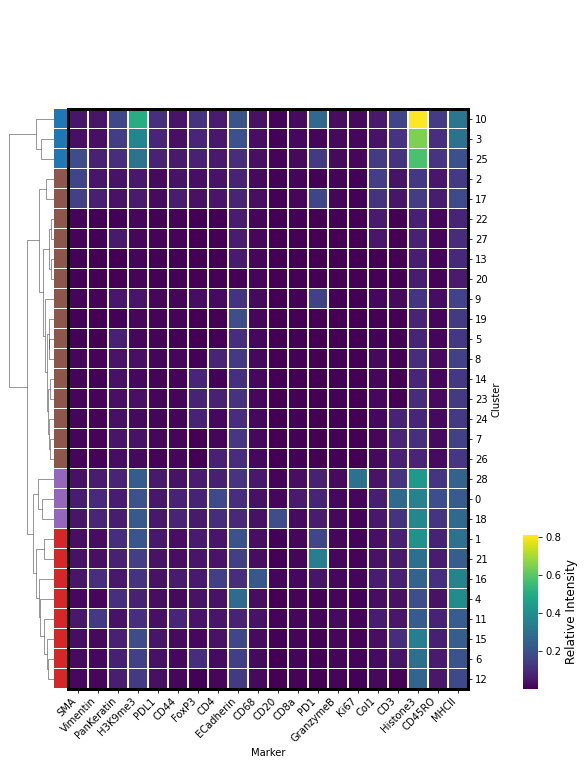 10
3
25
2
17
22
27
13
20
9
19
5
8
14
23
24
7
26
28
0
18
1
21
16
4
11
15
6
12
Cluster
SMA
Vimentin
PanKeratin
H3K9me3
PDL1
CD44
FoxP3
CD4
ECadherin
CD68
CD20
CD8a
PD1
GranzymeB
Ki67
Col1
CD3
Histone3
CD45RO
MHCII
Marker
0.8
0.6
0.4
0.2
Relative Intensity